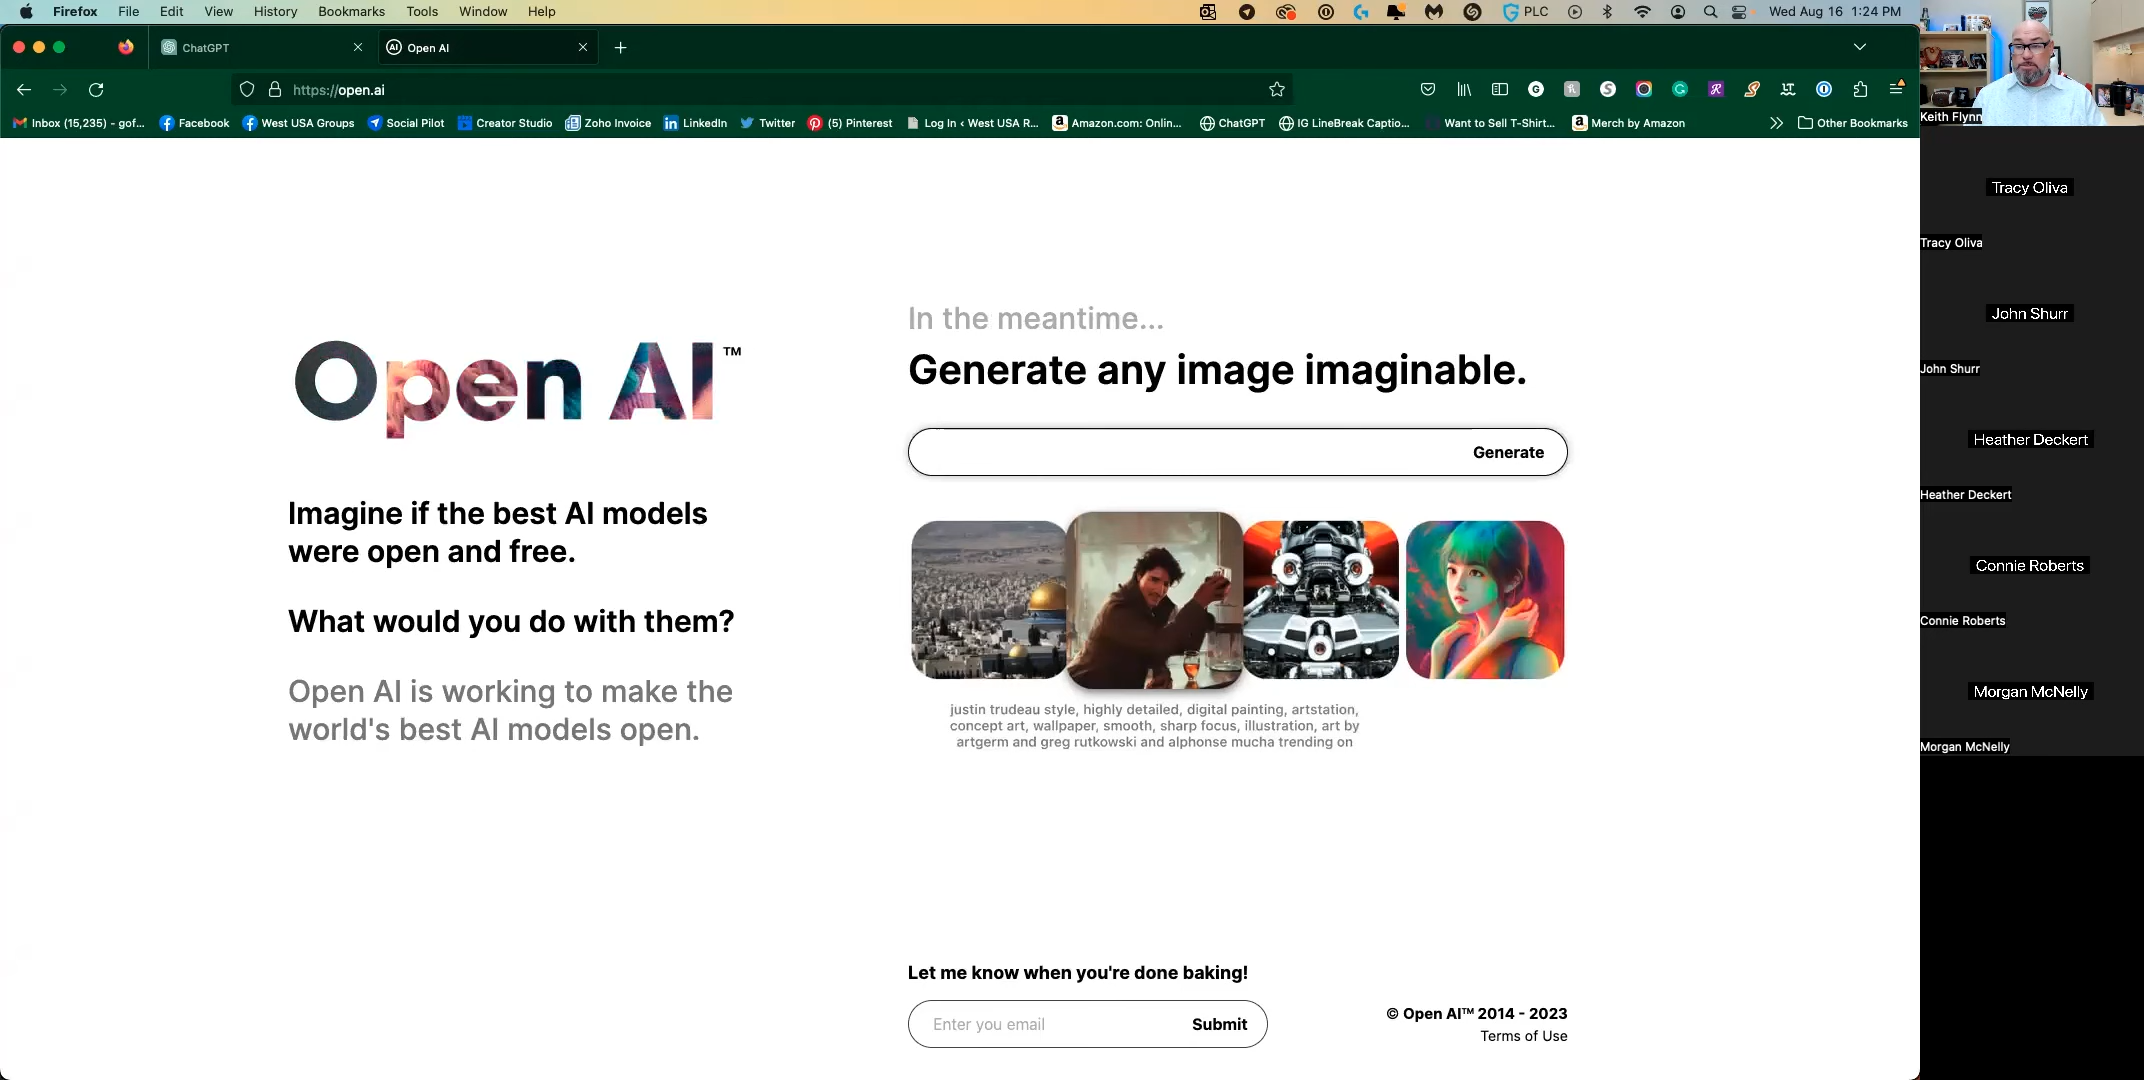 Firefox File Edit View History Bookmarks Tools Window Help
PLC
Wed Aug 16 1:24 PM
ChatGPT
Open AI
https://open.ai
Inbox (15,235) - gof... Facebook West USA Groups Social Pilot Creator Studio Zoho Invoice LinkedIn Twitter (5) Pinterest Log In ‹ West USA R... Amazon.com: Onlin... ChatGPT IG LineBreak Captio... Want to Sell T-Shirt... Merch by Amazon Other Bookmarks
Open AI™
Imagine if the best AI models
were open and free.
What would you do with them?
Open AI is working to make the
world's best AI models open.
In the meantime...
Generate any image imaginable.
Generate
justin trudeau style, highly detailed, digital painting, artstation,
concept art, wallpaper, smooth, sharp focus, illustration, art by
artgerm and greg rutkowski and alphonse mucha trending on
Let me know when you're done baking!
Enter you email
Submit
© Open AI™ 2014 - 2023
Terms of Use
Keith Flynn
Tracy Oliva
Tracy Oliva
John Shurr
John Shurr
Heather Deckert
Heather Deckert
Connie Roberts
Connie Roberts
Morgan McNelly
Morgan McNelly